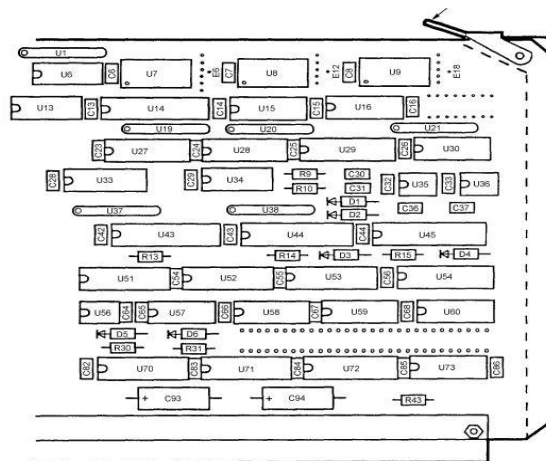 U1
U6 C6 U7 E6 C7 U8 E12 C8 U9 E18
U13 C13 U14 C14 U15 C15 U16 C16
U19 U20 U21
C23 U27 C24 U28 C25 U29 C26 U30
C28 U33 C29 U34 R9 C30 C32 U35 C33 U36
R10 C31
D1
U37 U38 D2 C36 C37
C42 U43 C43 U44 C44 U45
R13 R14 D3 R15 D4
U51 C54 U52 C55 U53 C56 U54
U56 C64 C65 U57 C66 U58 C67 U59 C68 U60
D5 D6
R30 R31
C82 U70 C83 U71 C84 U72 C85 U73 C86
+ C93 + C94 R43